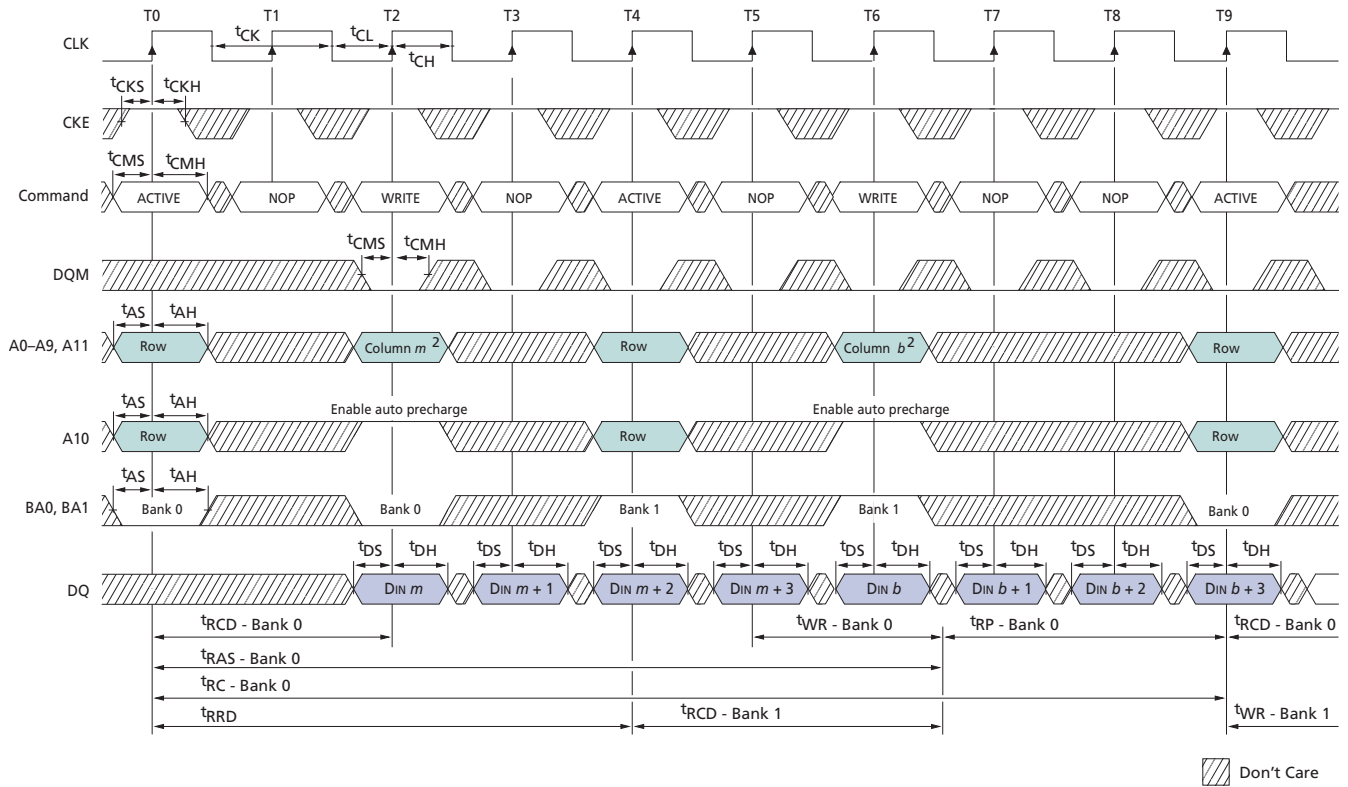 T0 T1 T2 T3 T4 T5 T6 T7 T8 T9
CLK
tCK tCL
tCH
tCKS tCKH
CKE
tCMS tCMH
Command ACTIVE NOP WRITE NOP ACTIVE NOP WRITE NOP NOP ACTIVE
tCMS tCMH
DQM
tAS tAH
A0–A9, A11 Row Column m 2 Row Column b 2 Row
tAS tAH Enable auto precharge Enable auto precharge
A10 Row Row Row
tAS tAH
BA0, BA1 Bank 0 Bank 0 Bank 1 Bank 1 Bank 0
tDS tDH tDS tDH tDS tDH tDS tDH tDS tDH tDS tDH tDS tDH tDS tDH
DQ DIN m DIN m + 1 DIN m + 2 DIN m + 3 DIN b DIN b + 1 DIN b + 2 DIN b + 3
tRCD - Bank 0 tWR - Bank 0 tRP - Bank 0 tRCD - Bank 0
tRAS - Bank 0
tRC - Bank 0
tRRD tRCD - Bank 1 tWR - Bank 1
Don't Care